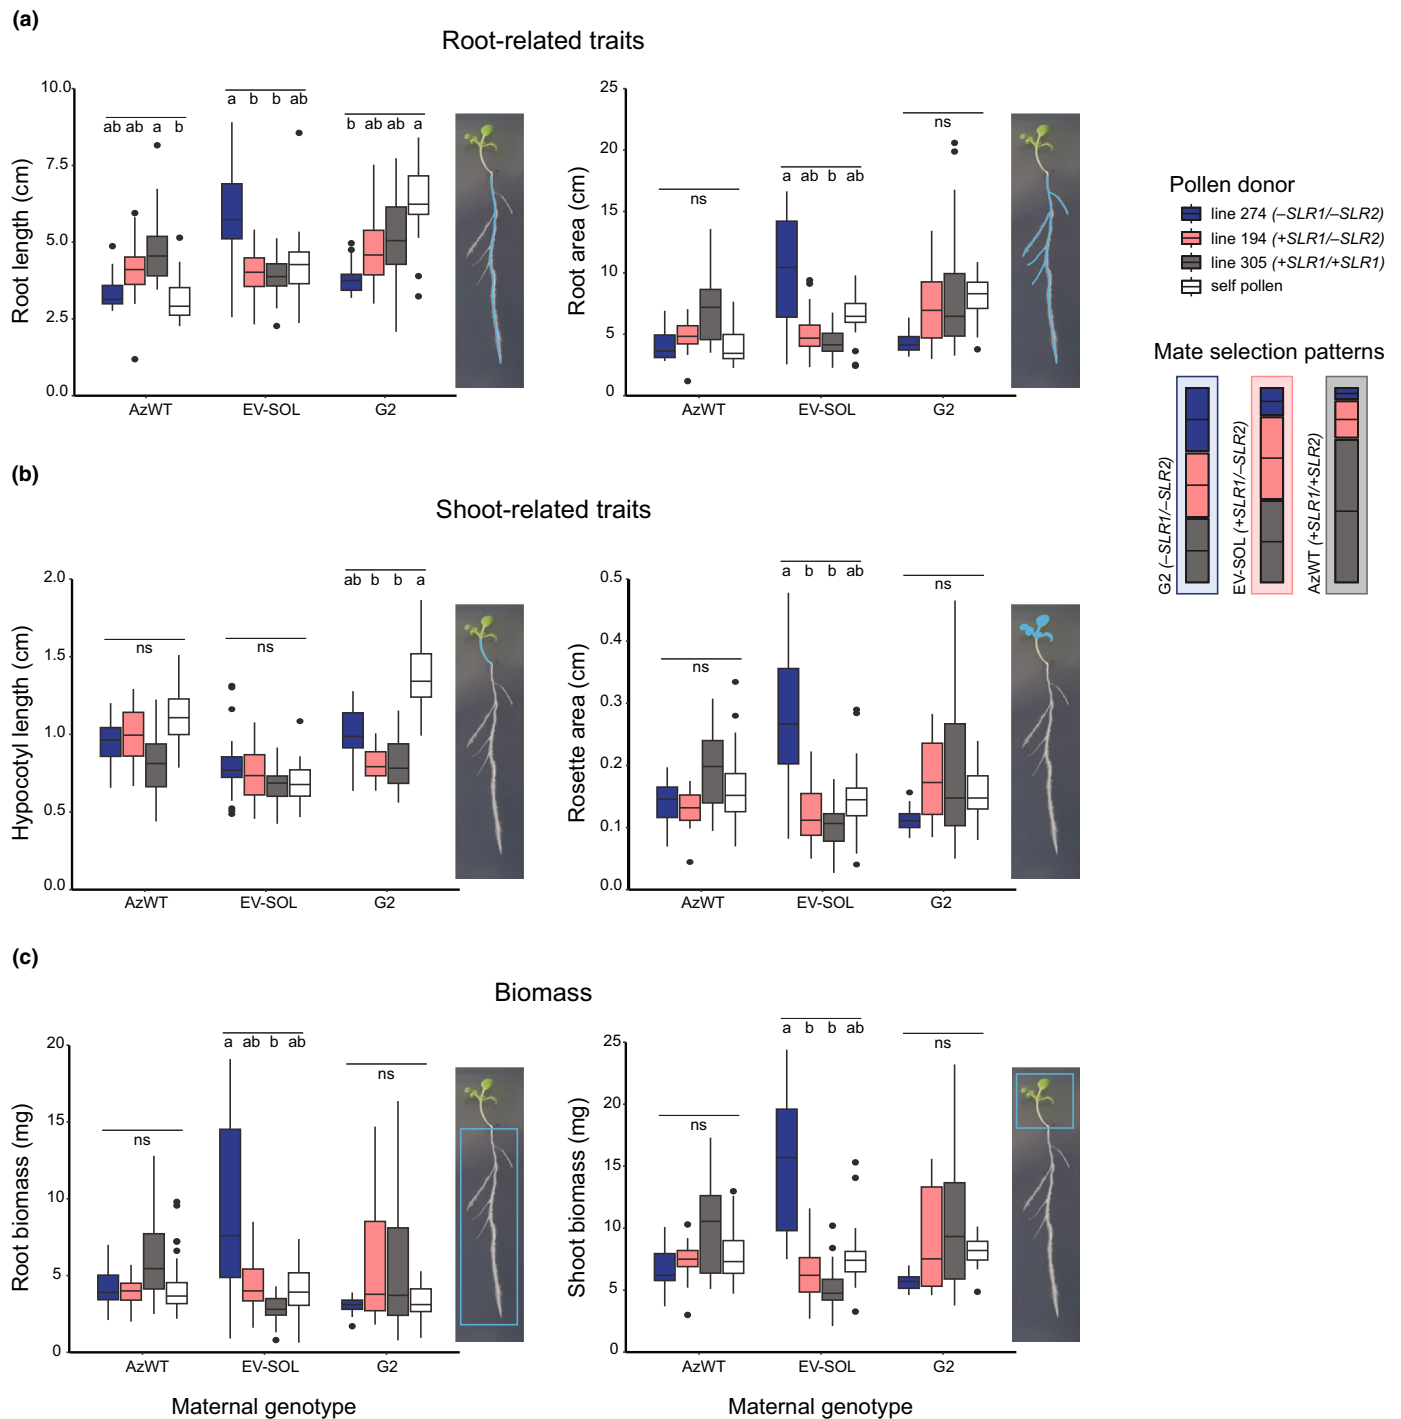 (a)
Root-related traits
Root length (cm)
10.0
7.5
5.0
2.5
0.0
ab ab a b
a b b ab
b ab ab a
AzWT EV-SOL G2
Root area (cm)
25
20
15
10
5
0
ns
a ab b ab
ns
AzWT EV-SOL G2
Pollen donor
line 274 (–SLR1/–SLR2)
line 194 (+SLR1/–SLR2)
line 305 (+SLR1/+SLR1)
self pollen
Mate selection patterns
G2 (–SLR1/–SLR2)
EV-SOL (+SLR1/–SLR2)
AzWT (+SLR1/+SLR2)
(b)
Shoot-related traits
Hypocotyl length (cm)
2.0
1.5
1.0
0.5
0.0
ns
ns
ab b b a
AzWT EV-SOL G2
Rosette area (cm)
0.5
0.4
0.3
0.2
0.1
0.0
ns
a b b ab
ns
AzWT EV-SOL G2
(c)
Biomass
Root biomass (mg)
20
15
10
5
0
ns
a ab b ab
ns
AzWT EV-SOL G2
Maternal genotype
Shoot biomass (mg)
25
20
15
10
5
0
ns
a b b ab
ns
AzWT EV-SOL G2
Maternal genotype